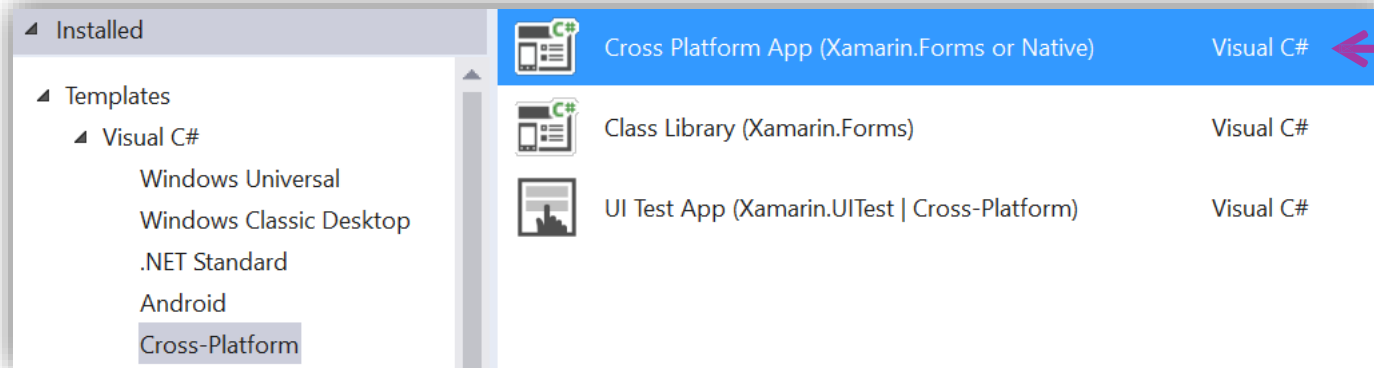 Installed
Templates
Visual C#
Windows Universal
Windows Classic Desktop
.NET Standard
Android
Cross-Platform
C# Cross Platform App (Xamarin.Forms or Native) Visual C#
C# Class Library (Xamarin.Forms) Visual C#
UI Test App (Xamarin.UITest | Cross-Platform) Visual C#